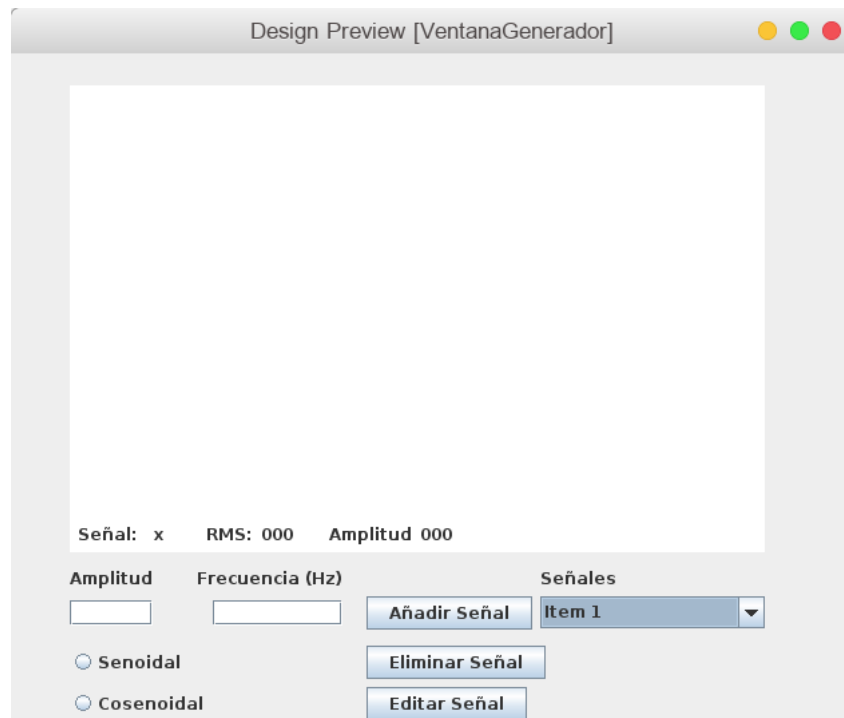 Design Preview [VentanaGenerador]
Señal: x RMS: 000 Amplitud 000
Amplitud Frecuencia (Hz) Señales
Añadir Señal Item 1
Senoidal Eliminar Señal
Cosenoidal Editar Señal